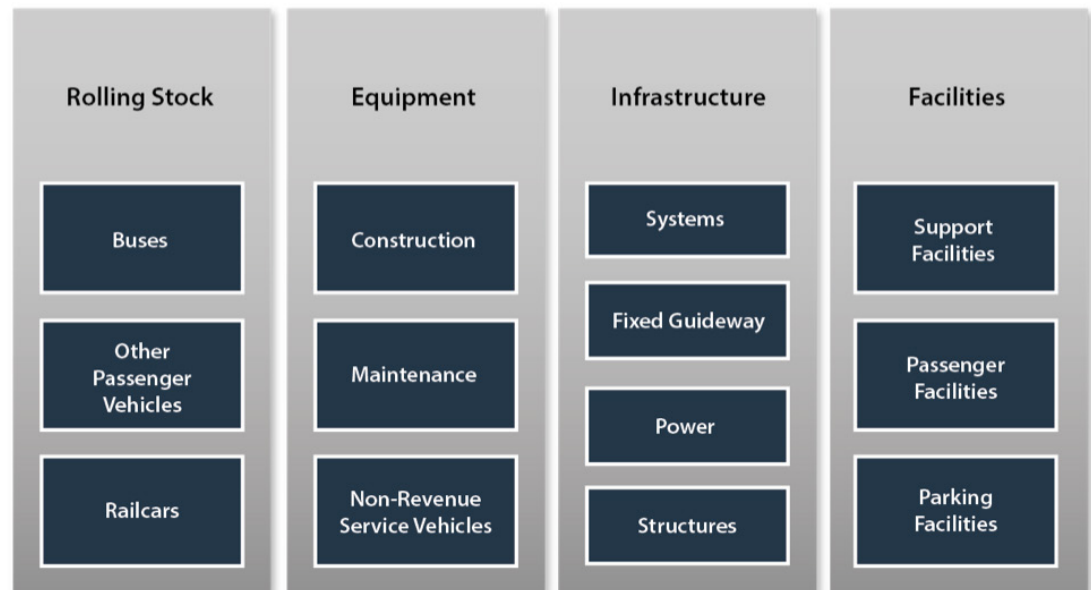 Rolling Stock
Buses
Other
Passenger
Vehicles
Railcars
Equipment
Construction
Maintenance
Non-Revenue
Service Vehicles
Infrastructure
Systems
Fixed Guideway
Power
Structures
Facilities
Support
Facilities
Passenger
Facilities
Parking
Facilities